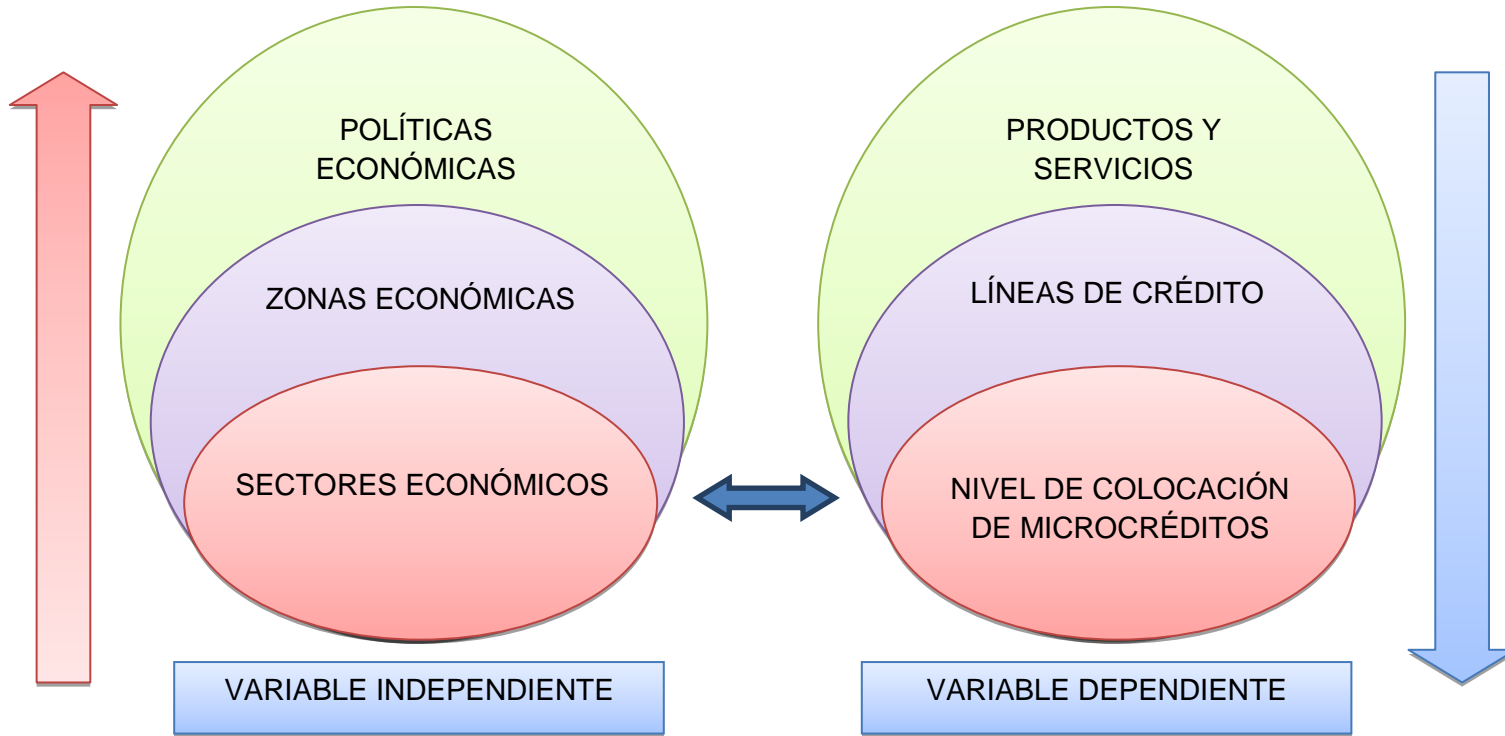 POLÍTICAS
ECONÓMICAS
ZONAS ECONÓMICAS
SECTORES ECONÓMICOS
VARIABLE INDEPENDIENTE
PRODUCTOS Y
SERVICIOS
LÍNEAS DE CRÉDITO
NIVEL DE COLOCACIÓN
DE MICROCRÉDITOS
VARIABLE DEPENDIENTE